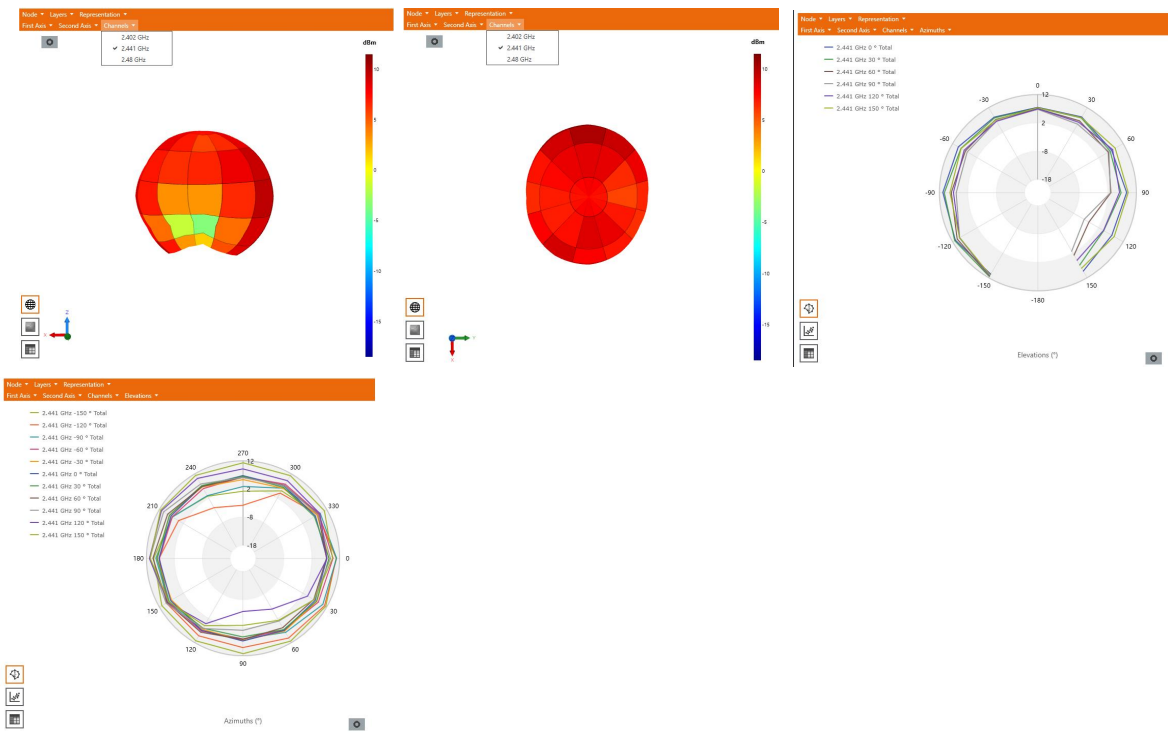 Node Layers Representation
First Axis Second Axis Channels
2.402 GHz
2.441 GHz
2.48 GHz
dBm
10
5
0
-5
-10
-15
Z
X
Node Layers Representation
First Axis Second Axis Channels
2.402 GHz
2.441 GHz
2.48 GHz
dBm
10
5
0
-5
-10
-15
Y
X
Node Layers Representation
First Axis Second Axis Channels Azimuths
2.441 GHz 0 ° Total
2.441 GHz 30 ° Total
2.441 GHz 60 ° Total
2.441 GHz 90 ° Total
2.441 GHz 120 ° Total
2.441 GHz 150 ° Total
0
12
-30 30
2
-60 60
-8
-18
-90 90
-120 120
-150 150
-180
Elevations (°)
Node Layers Representation
First Axis Second Axis Channels Elevations
2.441 GHz -150 ° Total
2.441 GHz -120 ° Total
2.441 GHz -90 ° Total
2.441 GHz -60 ° Total
2.441 GHz -30 ° Total
2.441 GHz 0 ° Total
2.441 GHz 30 ° Total
2.441 GHz 60 ° Total
2.441 GHz 90 ° Total
2.441 GHz 120 ° Total
2.441 GHz 150 ° Total
270
12
240 300
2
210 330
-8
-18
180 0
150 30
120 60
90
Azimuths (°)